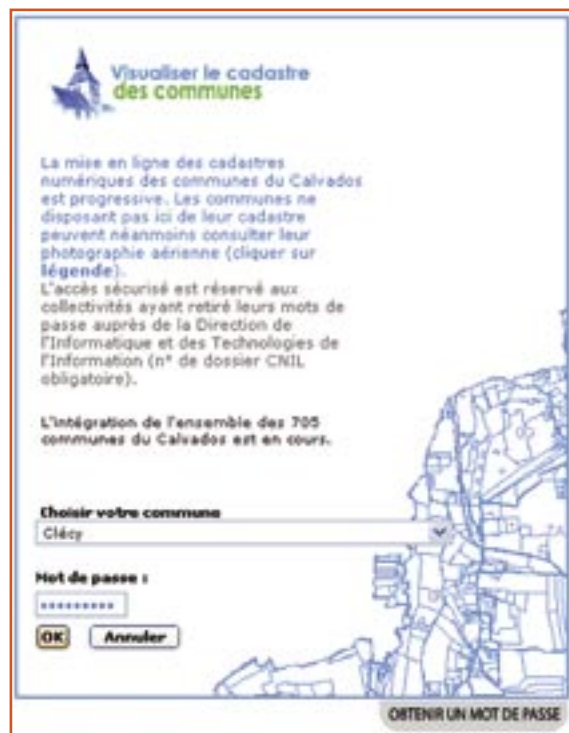 Visualiser le cadastre
des communes
La mise en ligne des cadastres
numériques des communes du Calvados
est progressive. Les communes ne
disposant pas ici de leur cadastre
peuvent néanmoins consulter leur
photographie aérienne (cliquer sur
légende).
L'accès sécurisé est réservé aux
collectivités ayant retiré leurs mots de
passe auprès de la Direction de
l'Informatique et des Technologies de
l'Information (n° de dossier CNIL
obligatoire).
L'intégration de l'ensemble des 705
communes du Calvados est en cours.
Choisir votre commune
Clécy
Mot de passe :
*********
OK Annuler
OBTENIR UN MOT DE PASSE